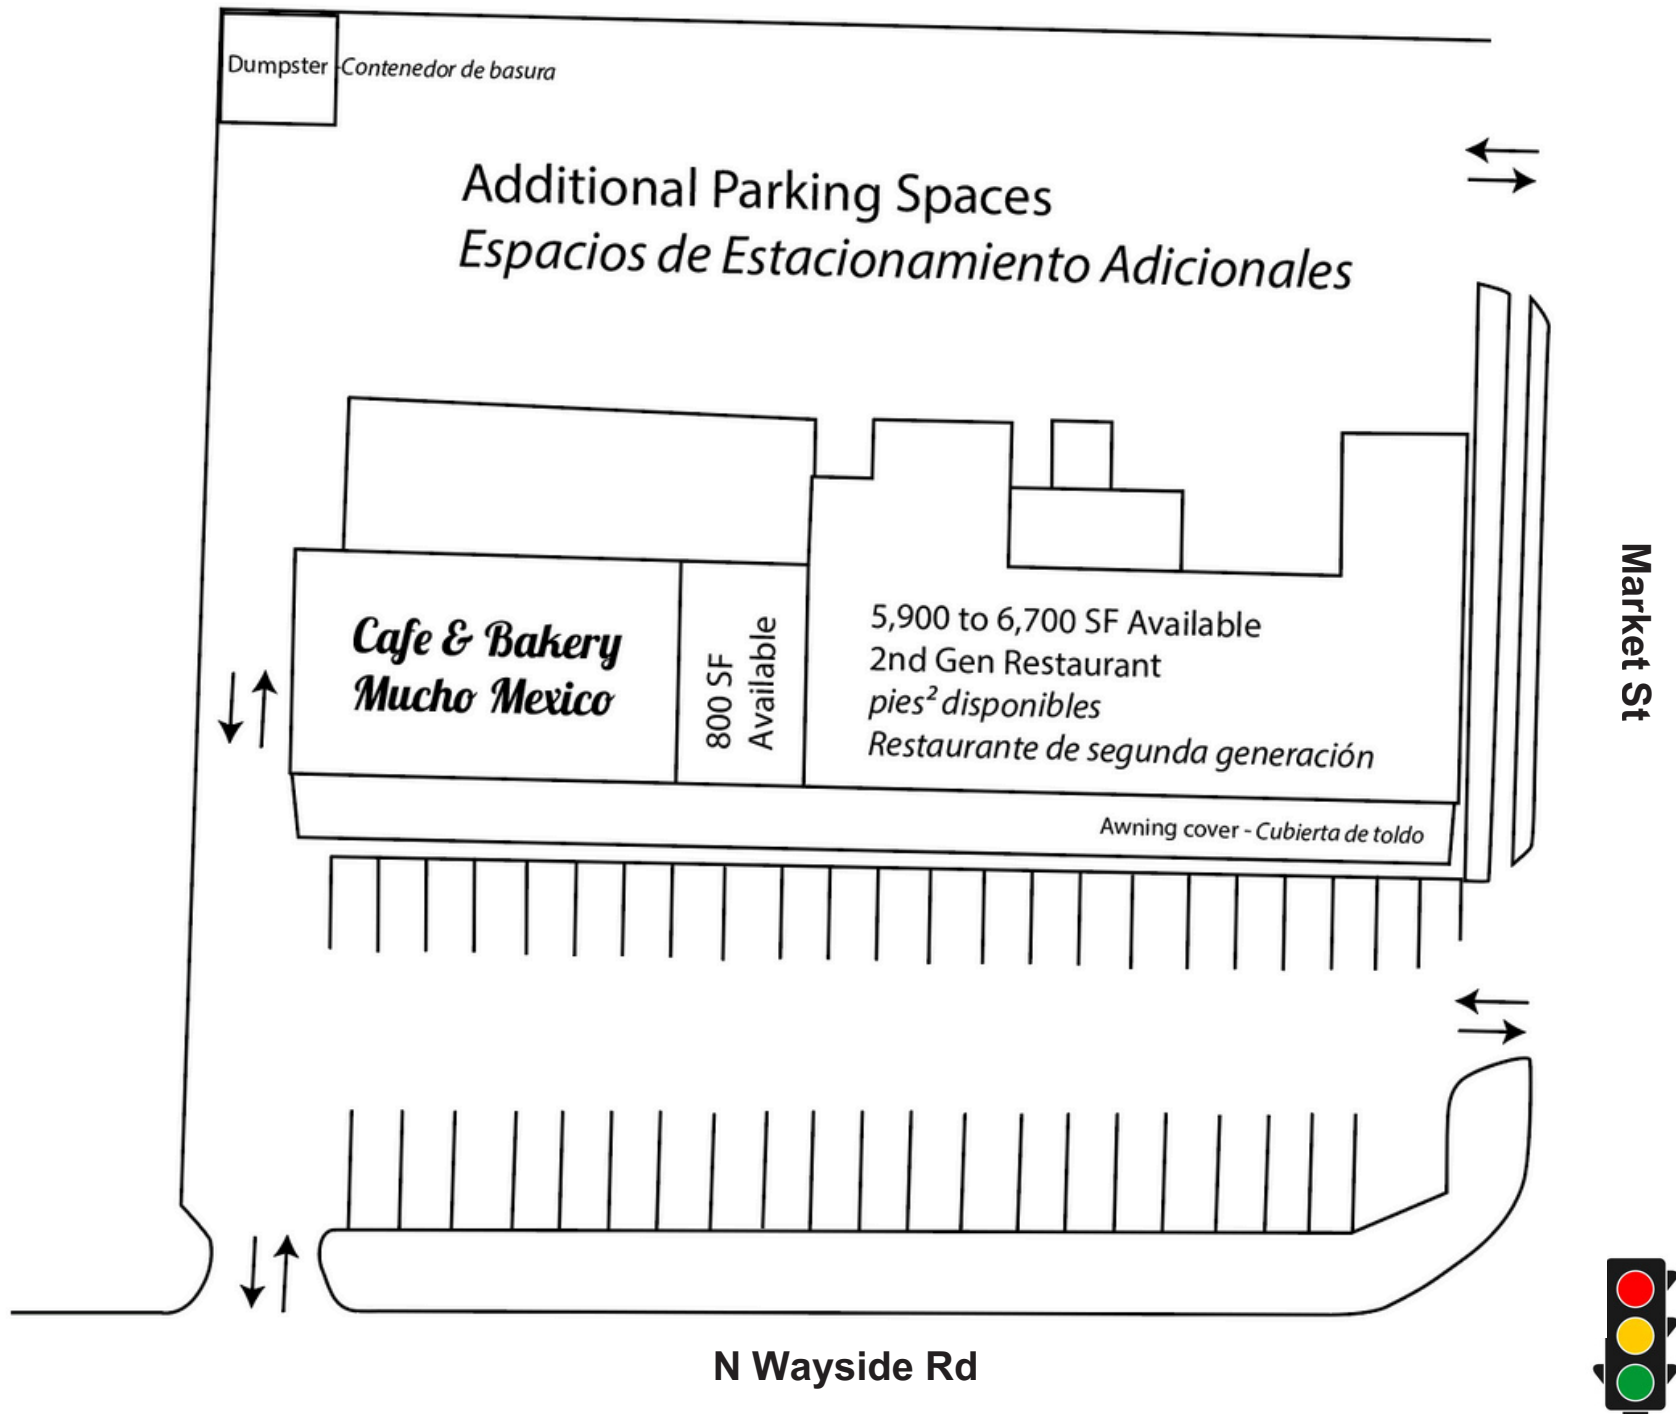 Dumpster - Contenedor de basura
Additional Parking Spaces
Espacios de Estacionamiento Adicionales
Cafe & Bakery
Mucho Mexico
800 SF
Available
5,900 to 6,700 SF Available
2nd Gen Restaurant
pies² disponibles
Restaurante de segunda generación
Awning cover - Cubierta de toldo
Market St
N Wayside Rd